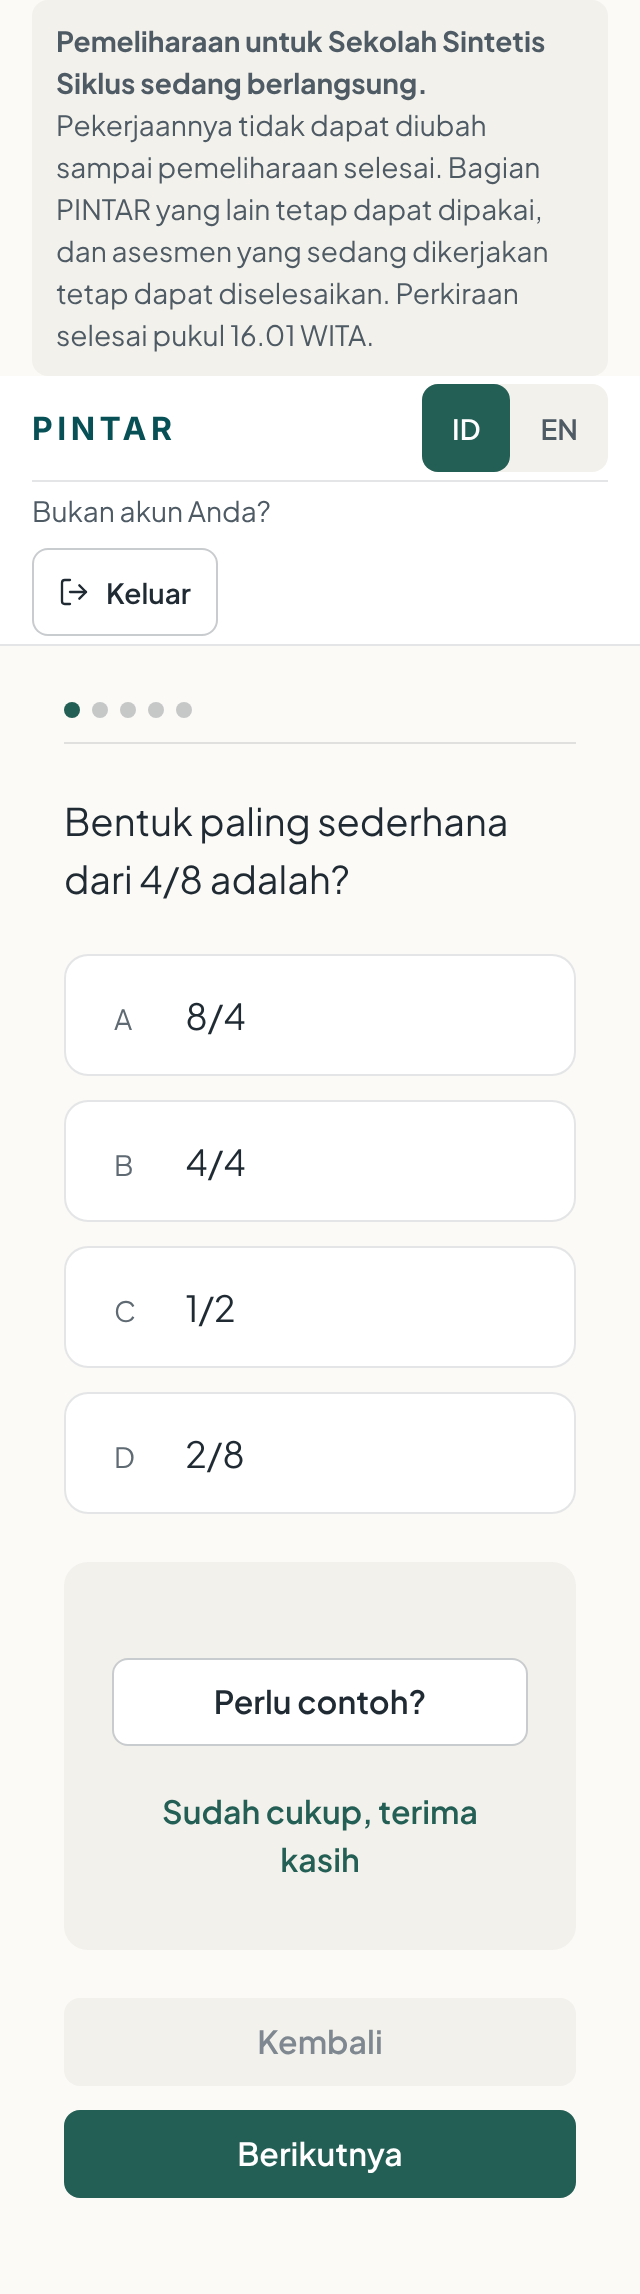 Pemeliharaan untuk Sekolah Sintetis
Siklus sedang berlangsung.
Pekerjaannya tidak dapat diubah
sampai pemeliharaan selesai. Bagian
PINTAR yang lain tetap dapat dipakai,
dan asesmen yang sedang dikerjakan
tetap dapat diselesaikan. Perkiraan
selesai pukul 16.01 WITA.
PINTAR
ID
EN
Bukan akun Anda?
Keluar
Bentuk paling sederhana
dari 4/8 adalah?
A 8/4
B 4/4
C 1/2
D 2/8
Perlu contoh?
Sudah cukup, terima
kasih
Kembali
Berikutnya